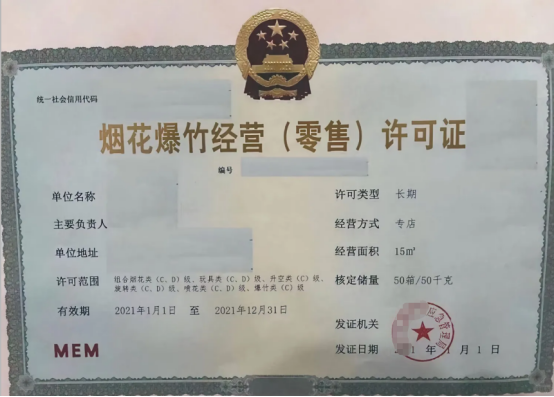 统一社会信用代码
烟花爆竹经营（零售）许可证
编号
单位名称
许可类型 长期
主要负责人
经营方式 专店
单位地址
经营面积 15㎡
许可范围 组合烟花类（C、D）级、玩具类（C、D）级、升空类（C）级、
旋转类（C、D）级、喷花类（C、D）级、爆竹类（C）级
核定储量 50箱/50千克
有效期 2021年1月1日 至 2021年12月31日
发证机关
MEM
发证日期 1 年 1 月 1 日